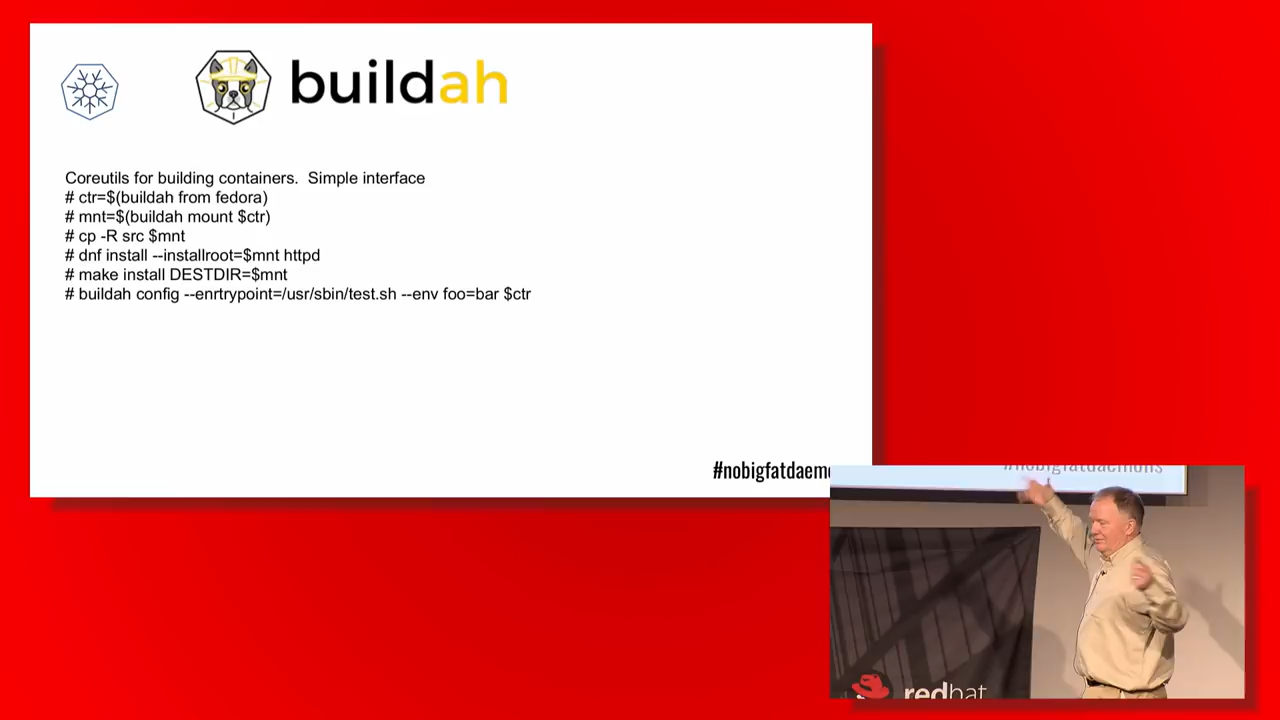 buildah
Coreutils for building containers.  Simple interface
# ctr=$(buildah from fedora)
# mnt=$(buildah mount $ctr)
# cp -R src $mnt
# dnf install --installroot=$mnt httpd
# make install DESTDIR=$mnt
# buildah config --enrtrypoint=/usr/sbin/test.sh --env foo=bar $ctr
#nobigfatdaem
#nobigfatdaemons
redhat